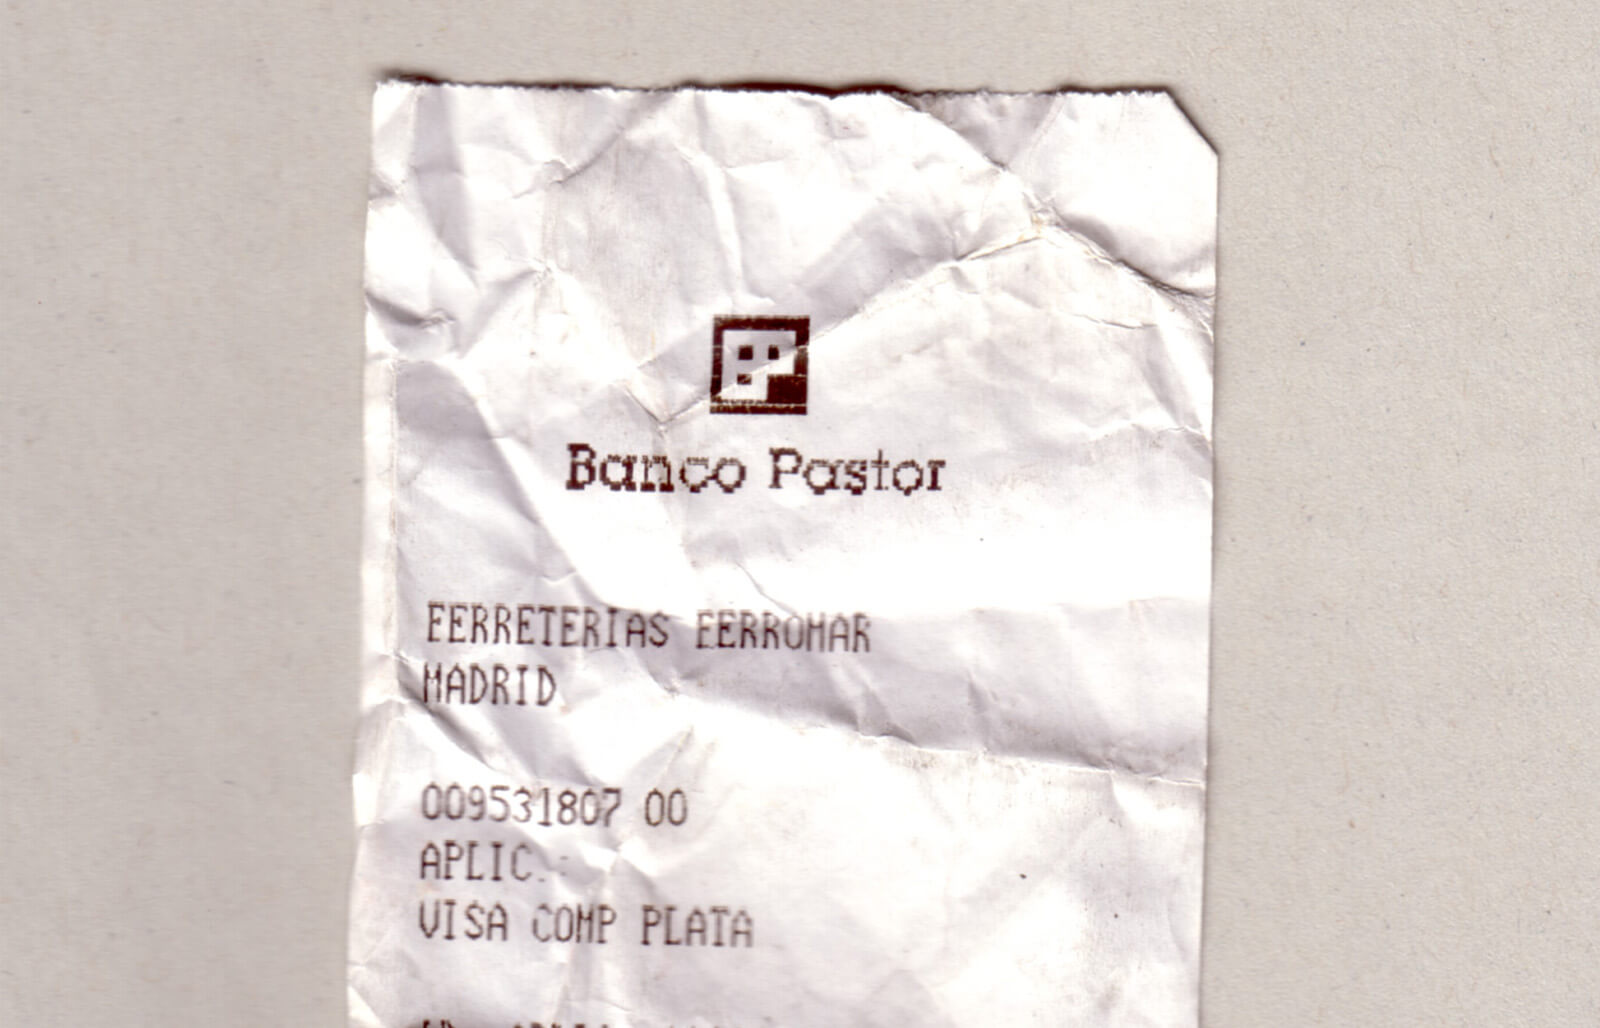 Banco Pastor
FERRETERIAS FERROMAR
MADRID
009531807 00
APLIC.:
VISA COMP PLATA